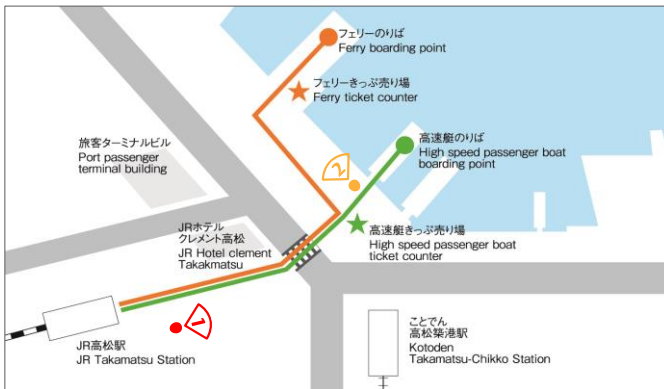 フェリーのりば
Ferry boarding point
フェリーきっぷ売り場
Ferry ticket counter
旅客ターミナルビル
Port passenger
terminal building
2
高速艇のりば
High speed passenger boat
boarding point
JRホテル
クレメント高松
JR Hotel clement
Takakmatsu
高速艇きっぷ売り場
High speed passenger boat
ticket counter
1
JR高松駅
JR Takamatsu Station
ことでん
高松築港駅
Kotoden
Takamatsu-Chikko Station